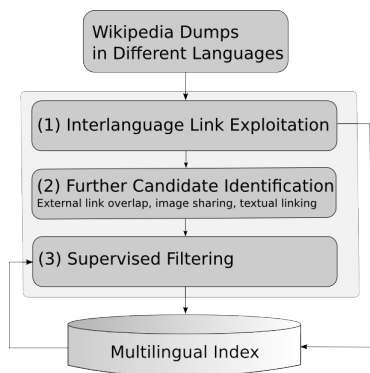 Wikipedia Dumps
in Different Languages
(1) Interlanguage Link Exploitation
(2) Further Candidate Identification
External link overlap, image sharing, textual linking
(3) Supervised Filtering
Multilingual Index